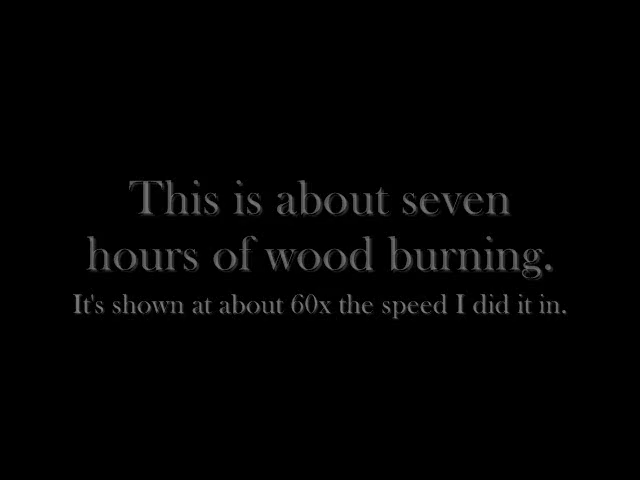 This is about seven
hours of wood burning.
It's shown at about 60x the speed I did it in.